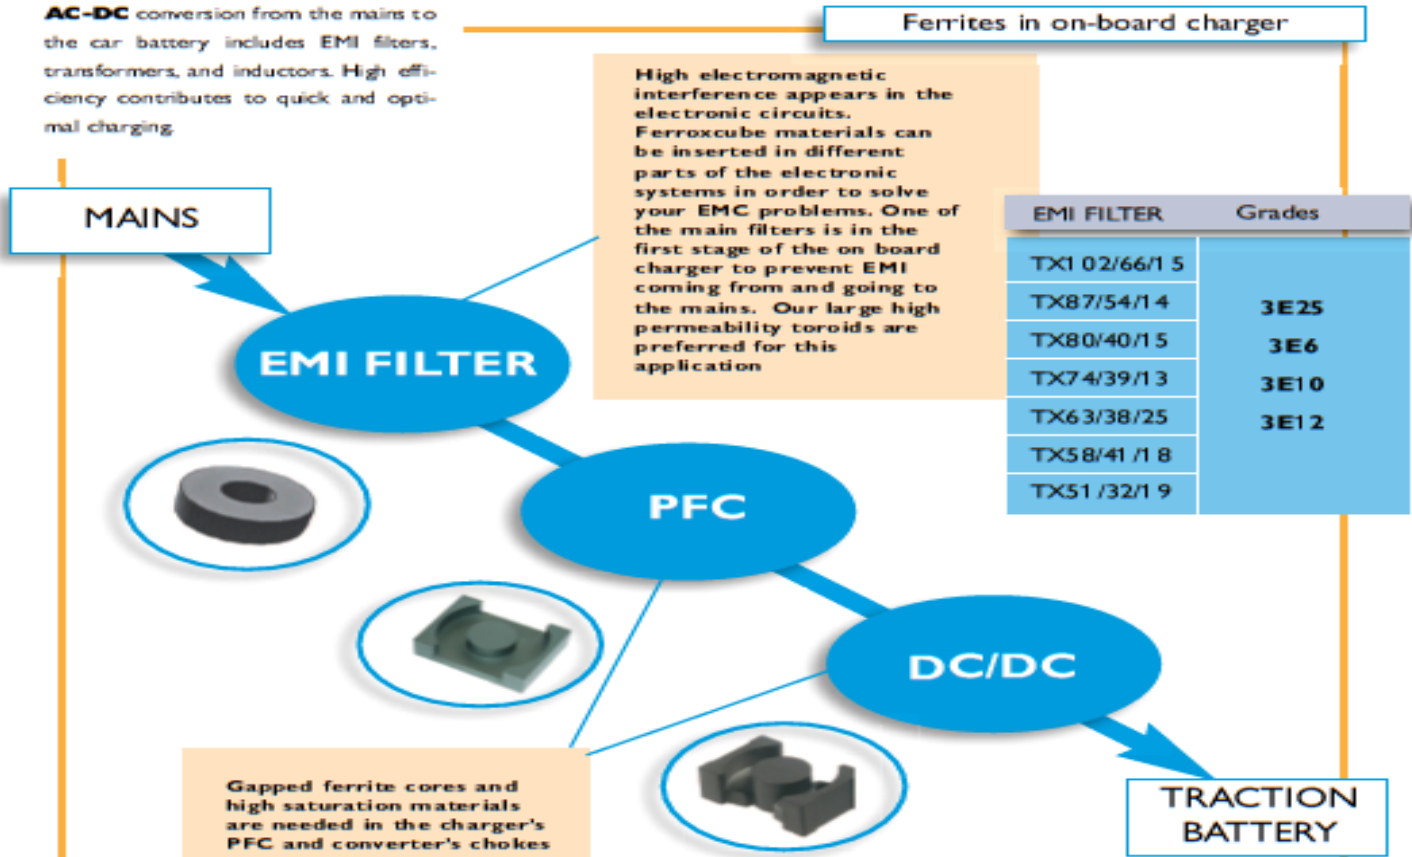 AC-DC conversion from the mains to
the car battery includes EMI filters,
transformers, and inductors. High effi-
ciency contributes to quick and opti-
mal charging.
Ferrites in on-board charger
High electromagnetic
interference appears in the
electronic circuits.
Ferroxcube materials can
be inserted in different
parts of the electronic
systems in order to solve
your EMC problems. One of
the main filters is in the
first stage of the on board
charger to prevent EMI
coming from and going to
the mains. Our large high
permeability toroids are
preferred for this
application
MAINS
EMI FILTER Grades
TX102/66/15
TX87/54/14
TX80/40/15
TX74/39/13
TX63/38/25
TX58/41/18
TX51/32/19
3E25
3E6
3E10
3E12
EMI FILTER
PFC
DC/DC
Gapped ferrite cores and
high saturation materials
are needed in the charger's
PFC and converter's chokes
TRACTION
BATTERY